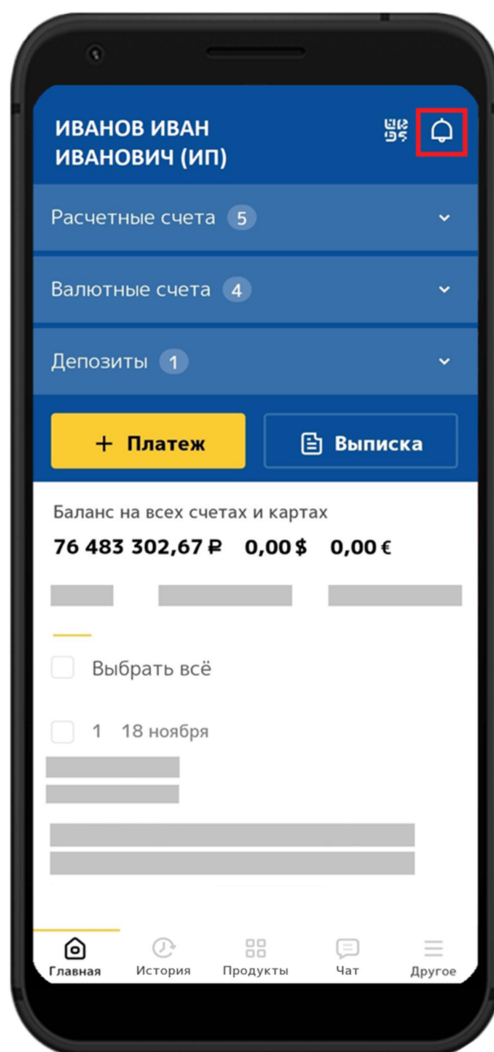 ИВАНОВ ИВАН
ИВАНОВИЧ (ИП)
Расчетные счета 5
Валютные счета 4
Депозиты 1
+ Платеж Выписка
Баланс на всех счетах и картах
76 483 302,67 ₽ 0,00 $ 0,00 €
Выбрать всё
1 18 ноября
Главная История Продукты Чат Другое